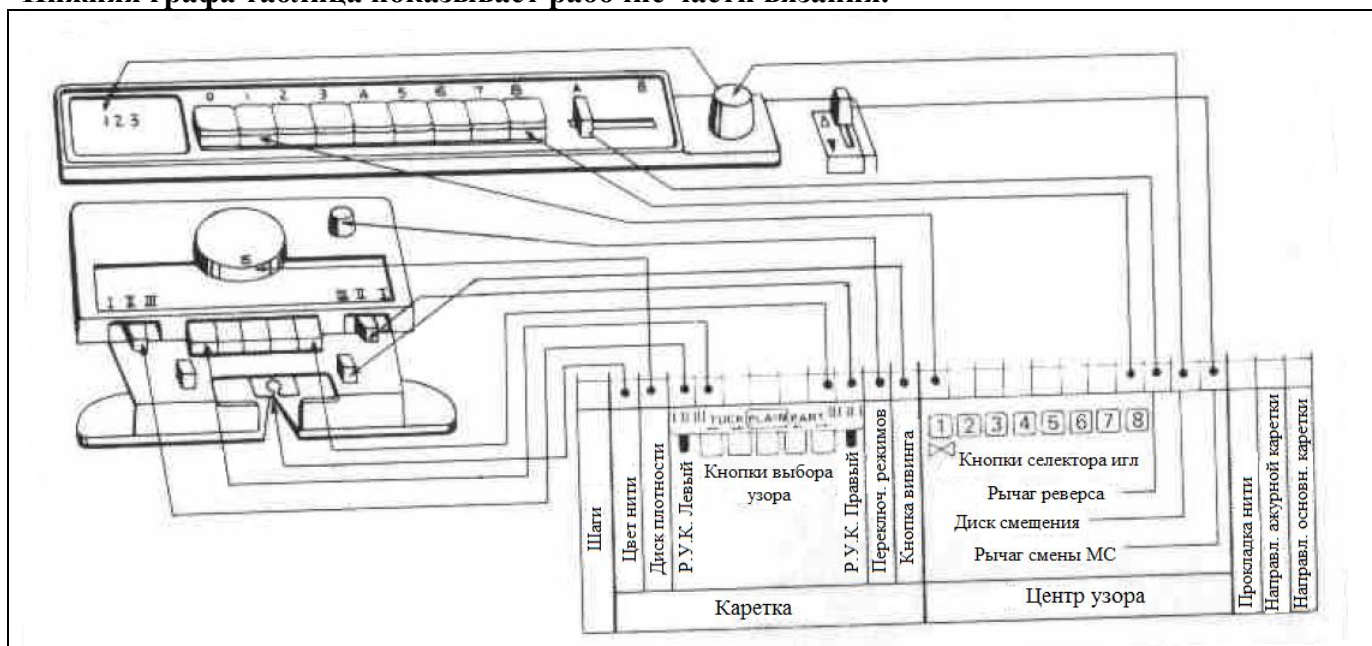 Нижняя графа таблица показывает рабочие части вязания.
0 1 2 3 4 5 6 7 8 A B
123
5
I II III
III II I
I II III TUCK PLAIN PART III II I
1 2 3 4 5 6 7 8
Кнопки выбора
узора
Кнопки селектора игл
Рычаг реверса
Диск смещения
Рычаг смены МС
Шаги
Цвет нити
Диск плотности
Р.У.К. Левый
Р.У.К. Правый
Переключ. режимов
Кнопка вивинга
Прокладка нити
Направл. ажурной каретки
Направл. основн. каретки
Каретка
Центр узора